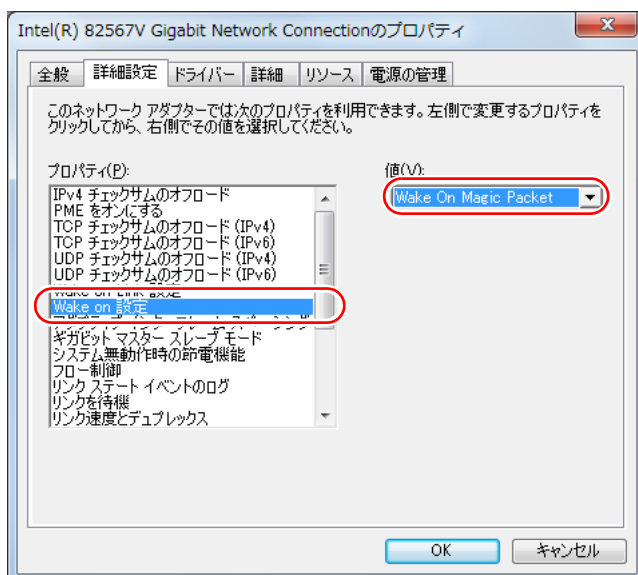 Intel(R) 82567V Gigabit Network Connectionのプロパティ
全般 詳細設定 ドライバー 詳細 リソース 電源の管理
このネットワーク アダプターでは次のプロパティを利用できます。左側で変更するプロパティを
クリックしてから、右側でその値を選択してください。
プロパティ(P):
IPv4 チェックサムのオフロード
PME をオンにする
TCP チェックサムのオフロード (IPv4)
TCP チェックサムのオフロード (IPv6)
UDP チェックサムのオフロード (IPv4)
UDP チェックサムのオフロード (IPv6)
Wake on Link 設定
Wake on 設定
ギガビット マスター スレーブ モード
システム無動作時の節電機能
フロー制御
リンク ステート イベントのログ
リンクを待機
リンク速度とデュプレックス
値(V):
Wake On Magic Packet
OK キャンセル